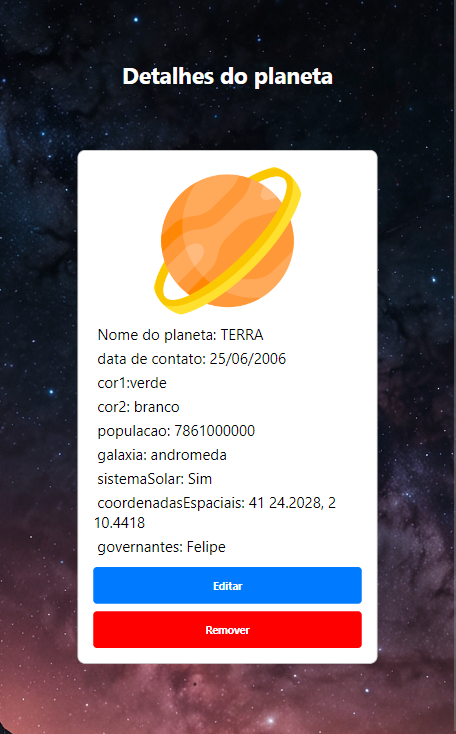 Detalhes do planeta
Nome do planeta: TERRA
data de contato: 25/06/2006
cor1:verde
cor2: branco
populacao: 7861000000
galaxia: andromeda
sistemaSolar: Sim
coordenadasEspaciais: 41 24.2028, 2
10.4418
governantes: Felipe
Editar
Remover